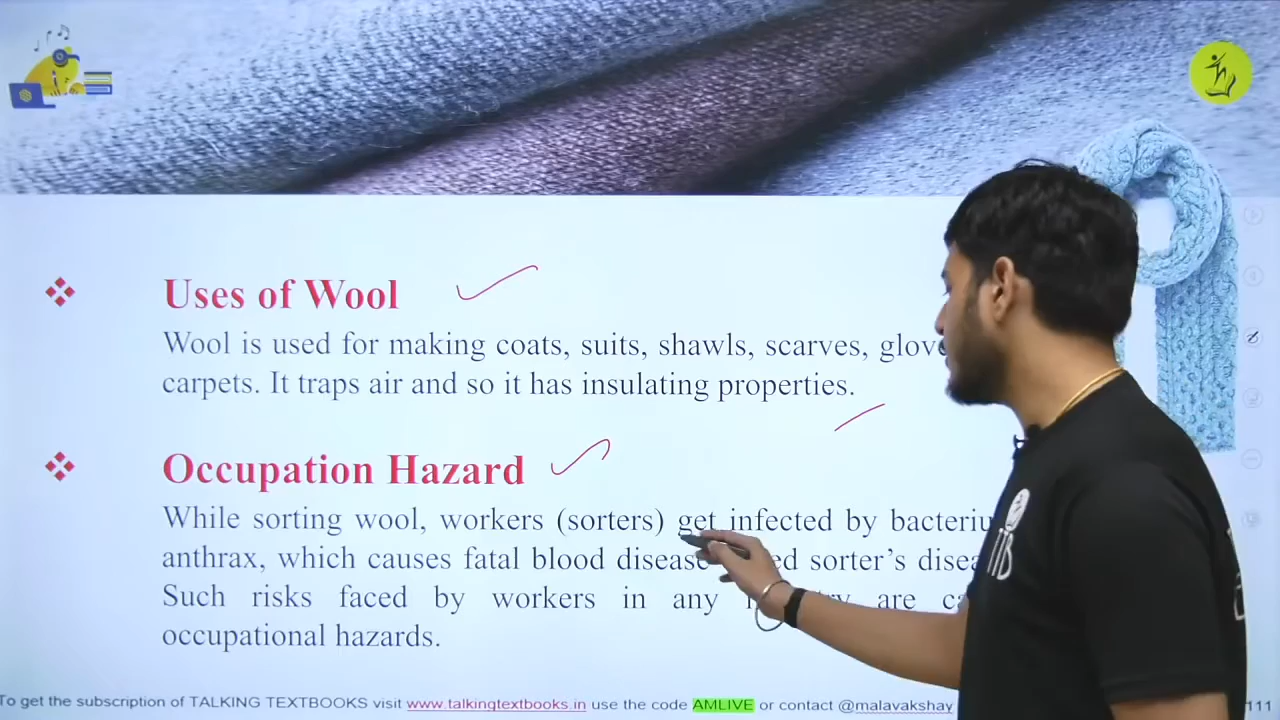 Uses of Wool
Wool is used for making coats, suits, shawls, scarves,
carpets. It traps air and so it has insulating properties.
Occupation Hazard
While sorting wool, workers (sorters) get infected by
anthrax, which causes fatal blood disease sorter's
Such risks faced by workers in any are
occupational hazards.
To get the subscription of TALKING TEXTBOOKS visit www.talkingtextbooks.in use the code AMLIVE or contact @malavakshay
111